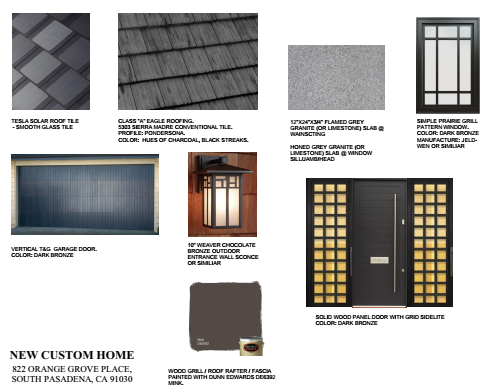 TESLA SOLAR ROOF TILE
- SMOOTH GLASS TILE
CLASS "A" EAGLE ROOFING.
5303 SIERRA MADRE CONVENTIONAL TILE.
PROFILE: PONDEROSNA.
COLOR: HUES OF CHARCOAL, BLACK STREAKS.
12"X24"X3/4" FLAMED GREY
GRANITE (OR LIMESTONE) SLAB @
WAINSCTING
HONED GREY GRANITE (OR
LIMESTONE) SLAB @ WINDOW
SILL/JAMB/HEAD
SIMPLE PRAIRIE GRILL
PATTERN WINDOW.
COLOR: DARK BRONZE
MANUFACTURE: JELD-
WEN OR SIMILIAR
VERTICAL T&G GARAGE DOOR.
COLOR: DARK BRONZE
10" WEAVER CHOCOLATE
BRONZE OUTDOOR
ENTRANCE WALL SCONCE
OR SIMILIAR
SOLID WOOD PANEL DOOR WITH GRID SIDELITE
COLOR: DARK BRONZE
NEW CUSTOM HOME
822 ORANGE GROVE PLACE,
SOUTH PASADENA, CA 91030
WOOD GRILL / ROOF RAFTER / FASCIA
PAINTED WITH DUNN EDWARDS DE6392
MINK.